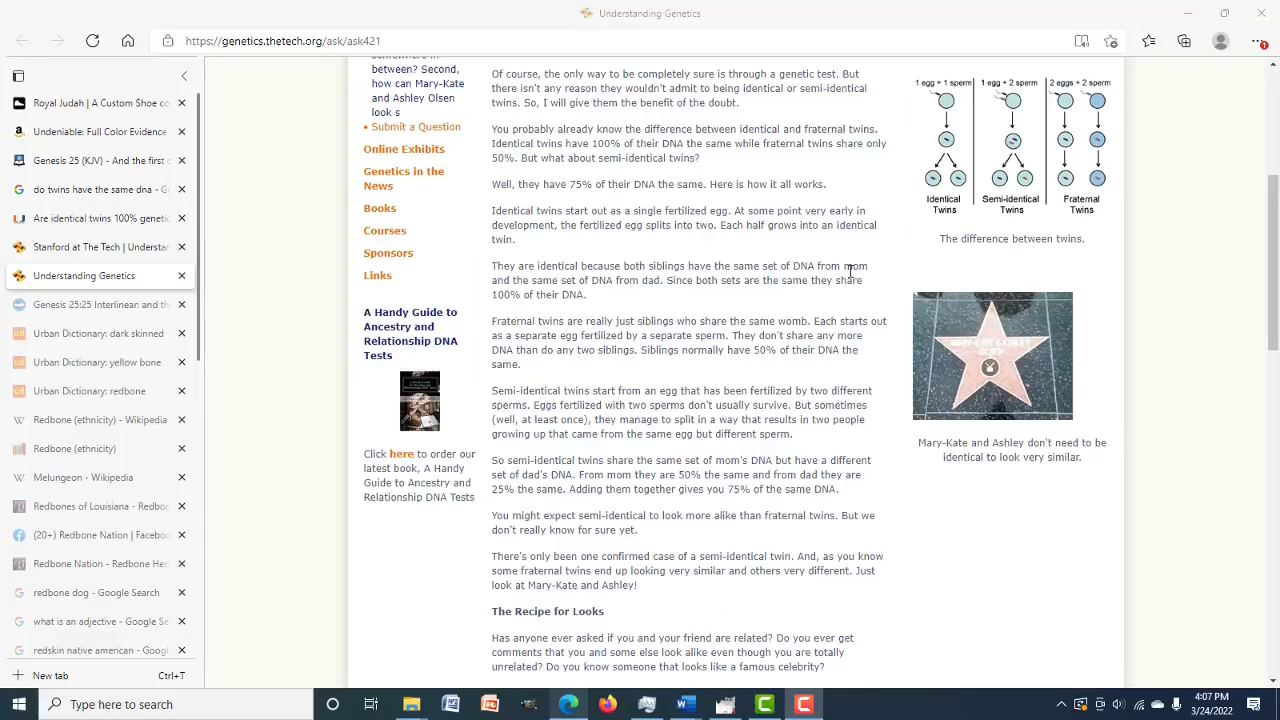 Understanding Genetics
https://genetics.thetech.org/ask/ask421
Royal Judah | A Custom Shoe co
Undeniable: Full Color Evidence
Genesis 25 (KJV) - And the first c
do twins have the same dna - G
Are identical twins 100% genetic
Stanford at The Tech | Understan
Understanding Genetics
Genesis 25:25 Interlinear: and th
Urban Dictionary: dark skinned
Urban Dictionary: yellow bone
Urban Dictionary: redbone
Redbone (ethnicity) - Wikipedia
Redbone (ethnicity)
Melungeon - Wikipedia
Redbones of Louisiana - Redbor
(20+) Redbone Nation | Faceboo
Redbone Nation - Redbone Her
redbone dog - Google Search
what is an adjective - Google Se
redskin native american - Googl
New tab
Ctrl+T
between? Second,
how can Mary-Kate
and Ashley Olsen
look s
• Submit a Question
Online Exhibits
Genetics in the
News
Books
Courses
Sponsors
Links
A Handy Guide to
Ancestry and
Relationship DNA
Tests
Click here to order our
latest book, A Handy
Guide to Ancestry and
Relationship DNA Tests
Of course, the only way to be completely sure is through a genetic test. But
there isn't any reason they wouldn't admit to being identical or semi-identical
twins. So, I will give them the benefit of the doubt.
You probably already know the difference between identical and fraternal twins.
Identical twins have 100% of their DNA the same while fraternal twins share only
50%. But what about semi-identical twins?
Well, they have 75% of their DNA the same. Here is how it all works.
Identical twins start out as a single fertilized egg. At some point very early in
development, the fertilized egg splits into two. Each half grows into an identical
twin.
They are identical because both siblings have the same set of DNA from mom
and the same set of DNA from dad. Since both sets are the same they share
100% of their DNA.
Fraternal twins are really just siblings who share the same womb. Each starts out
as a separate egg fertilized by a separate sperm. They don't share any more
DNA than do any two siblings. Siblings normally have 50% of their DNA the
same.
Semi-identical twins start from an egg that has been fertilized by two different
sperms. Eggs fertilized with two sperms don't usually survive. But sometimes
(well, at least once), they manage to split in a way that results in two people
growing up that came from the same egg but different sperm.
So semi-identical twins share the same set of mom's DNA but have a different
set of dad's DNA. From mom they are 50% the same and from dad they are
25% the same. Adding them together gives you 75% of the same DNA.
You might expect semi-identical to look more alike than fraternal twins. But we
don't really know for sure yet.
There's only been one confirmed case of a semi-identical twin. And, as you know
some fraternal twins end up looking very similar and others very different. Just
look at Mary-Kate and Ashley!
The Recipe for Looks
Has anyone ever asked if you and your friend are related? Do you ever get
comments that you and some else look alike even though you are totally
unrelated? Do you know someone that looks like a famous celebrity?
1 egg + 1 sperm
1 egg + 2 sperm
2 eggs + 2 sperm
Identical
Twins
Semi-identical
Twins
Fraternal
Twins
The difference between twins.
Mary-Kate and Ashley don't need to be
identical to look very similar.
Type here to search
4:07 PM
3/24/2022